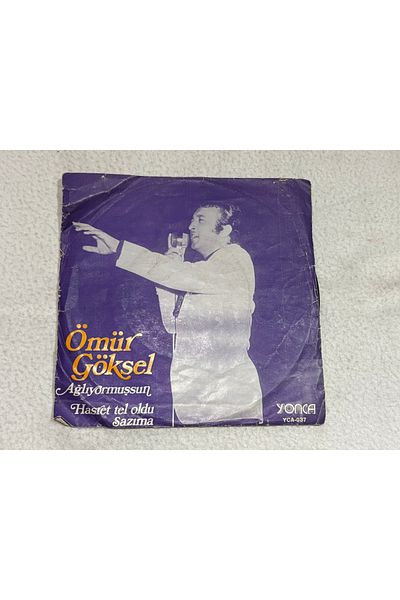 Ömür
Göksel
Ağlıyormuşsun
Hasret tel oldu
Sazıma
YONCA
YCA-037